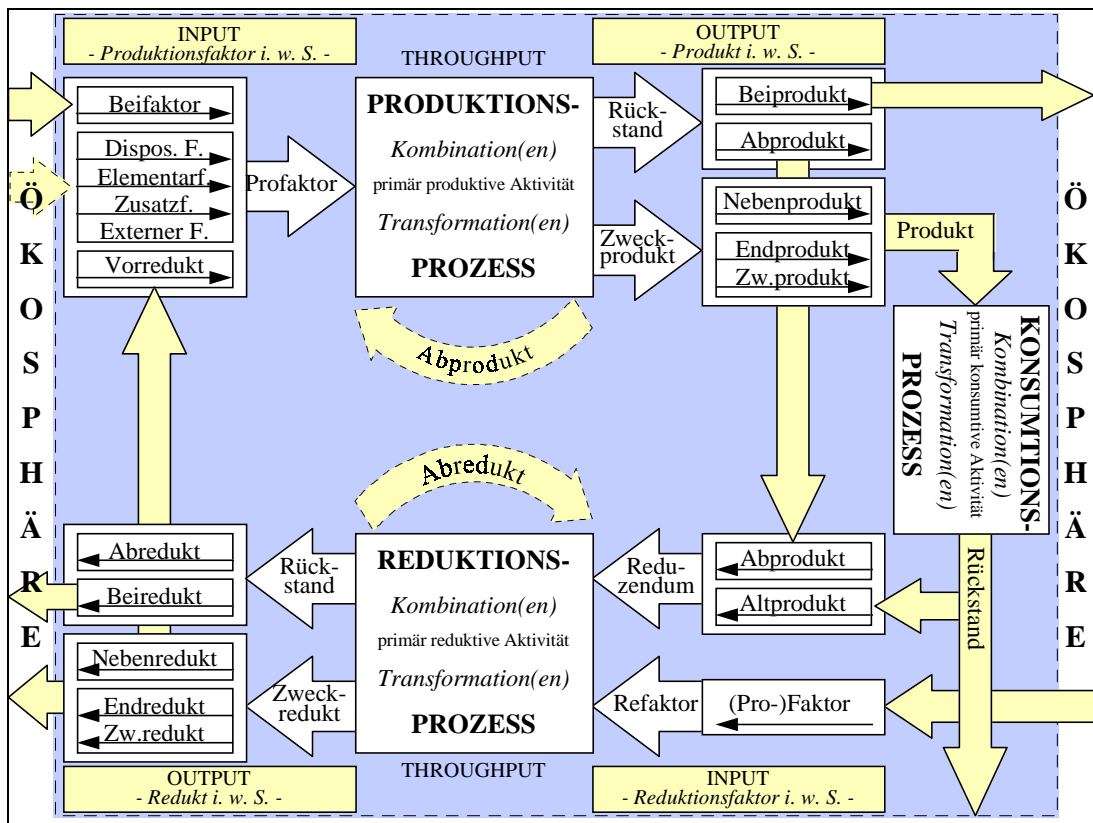 INPUT
- Produktionsfaktor i. w. S. -
THROUGHPUT
OUTPUT
- Produkt i. w. S. -
Beifaktor
Dispos. F.
Elementarf.
Zusatzf.
Externer F.
Vorredukt
Profaktor
PRODUKTIONS-
Kombination(en)
primär produktive Aktivität
Transformation(en)
PROZESS
Rück-
stand
Zweck-
produkt
Beiprodukt
Abprodukt
Nebenprodukt
Endprodukt
Zw.produkt
Produkt
KONSUMTIONS-
Kombination(en)
primär konsumtive Aktivität
Transformation(en)
PROZESS
Rückstand
Abprodukt
Abredukt
ÖKOSPHÄRE
ÖKOSPHÄRE
Abredukt
Beiredukt
Nebenredukt
Endredukt
Zw.redukt
Rück-
stand
Zweck-
redukt
REDUKTIONS-
Kombination(en)
primär reduktive Aktivität
Transformation(en)
PROZESS
Redu-
zendum
Refaktor
Abprodukt
Altprodukt
(Pro-)Faktor
OUTPUT
- Redukt i. w. S. -
THROUGHPUT
INPUT
- Reduktionsfaktor i. w. S. -